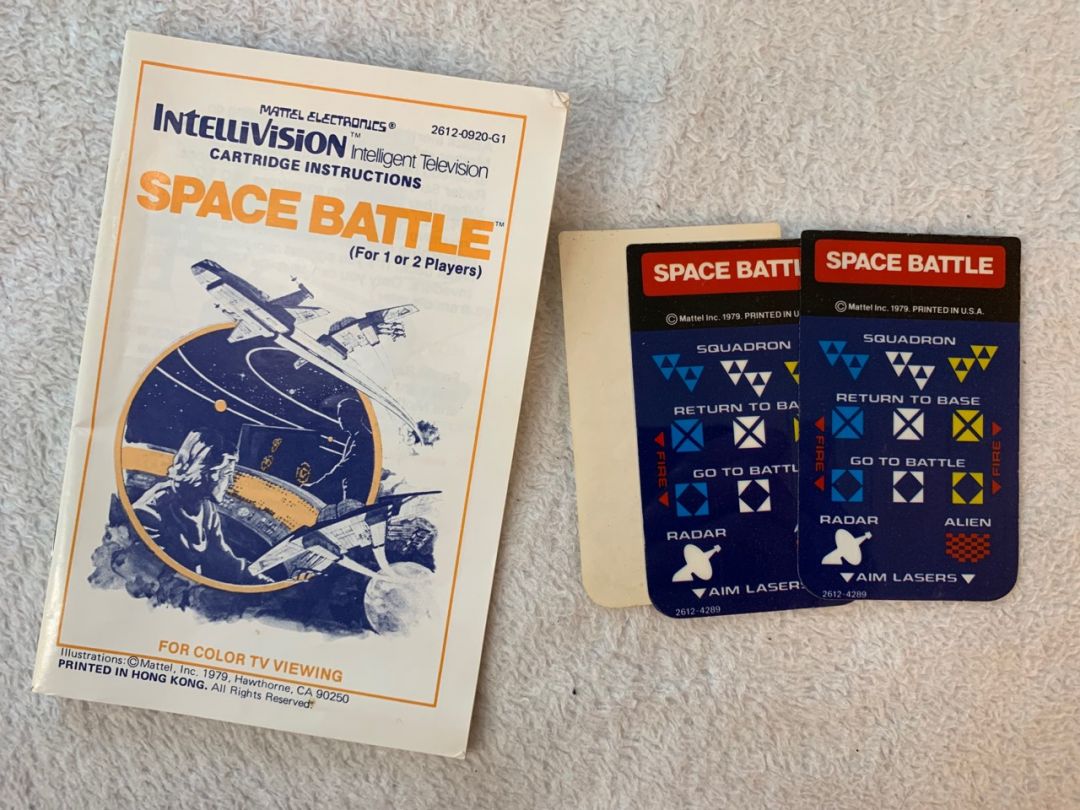 MATTEL ELECTRONICS®
2612-0920-G1
INTELLIVISION™ Intelligent Television
CARTRIDGE INSTRUCTIONS
SPACE BATTLE™
(For 1 or 2 Players)
FOR COLOR TV VIEWING
Illustrations: ©Mattel, Inc. 1979, Hawthorne, CA 90250
PRINTED IN HONG KONG. All Rights Reserved.
SPACE BATTL
©Mattel Inc. 1979. PRINTED IN U
SQUADRON
RETURN TO BA
FIRE
GO TO BATTL
RADAR
AIM LASERS
2612-4289
SPACE BATTLE
©Mattel Inc. 1979. PRINTED IN U.S.A.
SQUADRON
RETURN TO BASE
FIRE
FIRE
GO TO BATTLE
RADAR
ALIEN
AIM LASERS
2612-4289